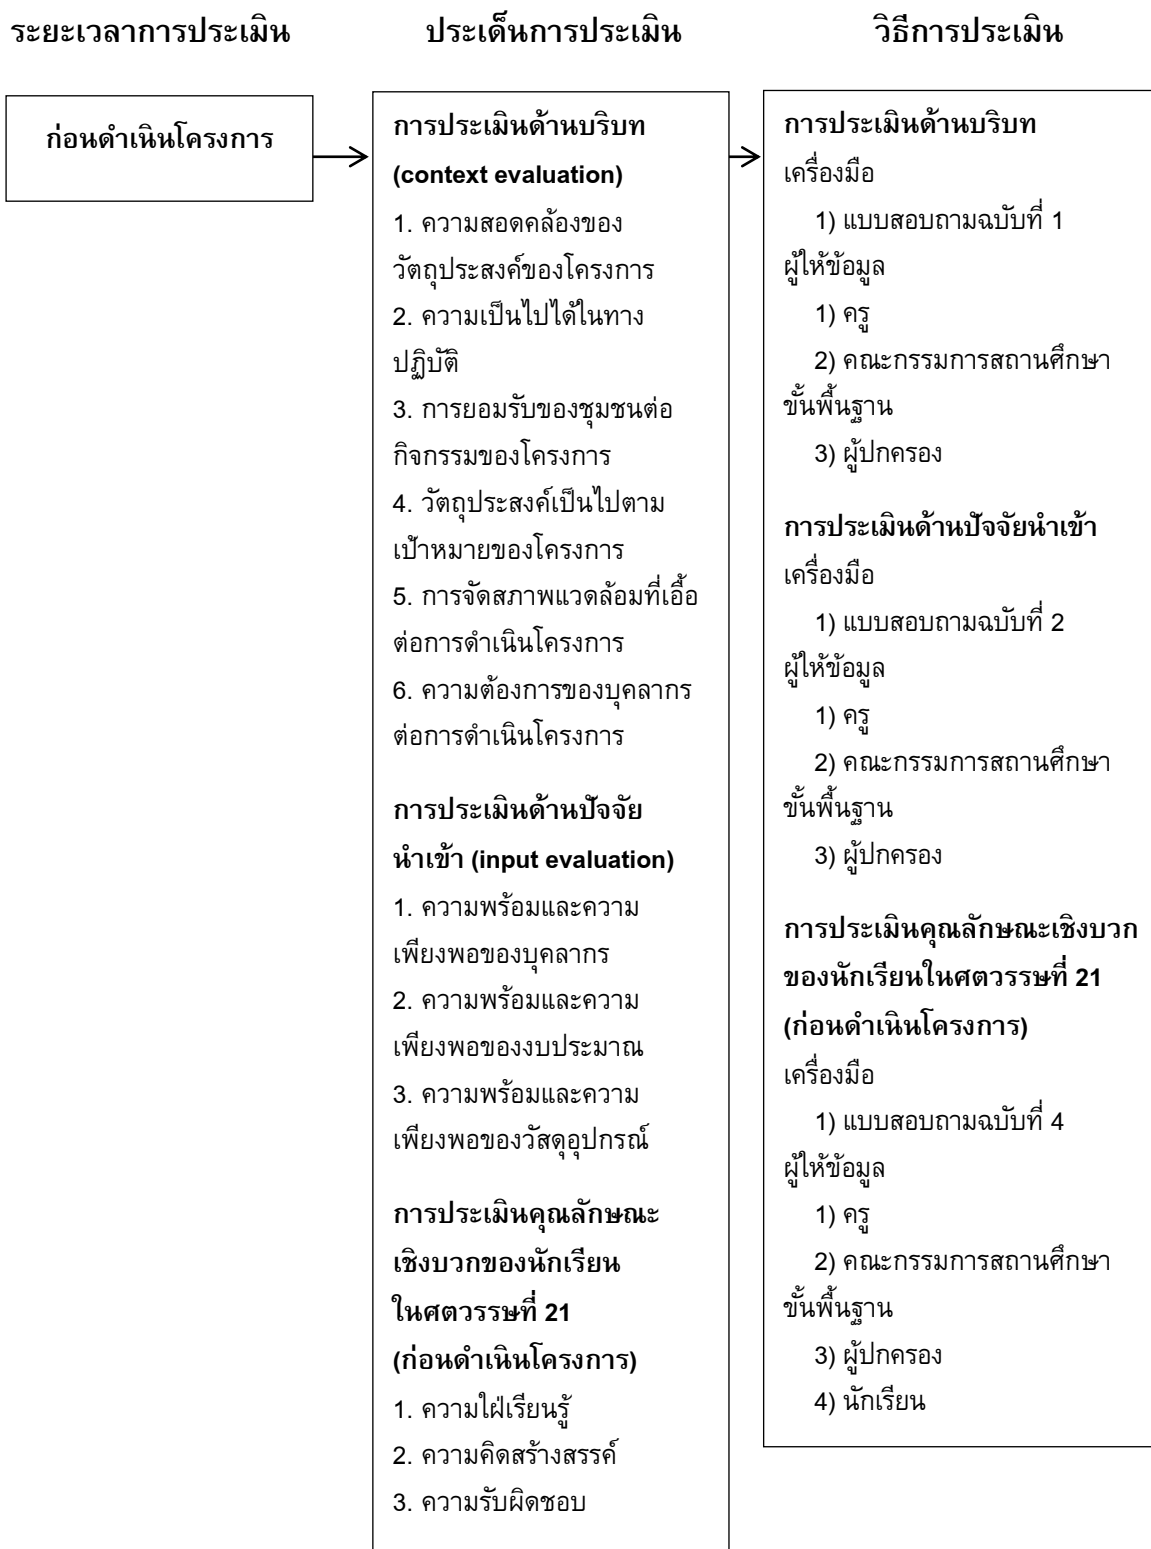 ระยะเวลาการประเมิน
ประเด็นการประเมิน
วิธีการประเมิน
ก่อนดำเนินโครงการ
การประเมินด้านบริบท
(context evaluation)
1. ความสอดคล้องของ
วัตถุประสงค์ของโครงการ
2. ความเป็นไปได้ในทาง
ปฏิบัติ
3. การยอมรับของชุมชนต่อ
กิจกรรมของโครงการ
4. วัตถุประสงค์เป็นไปตาม
เป้าหมายของโครงการ
5. การจัดสภาพแวดล้อมที่เอื้อ
ต่อการดำเนินโครงการ
6. ความต้องการของบุคลากร
ต่อการดำเนินโครงการ
การประเมินด้านปัจจัย
นำเข้า (input evaluation)
1. ความพร้อมและความ
เพียงพอของบุคลากร
2. ความพร้อมและความ
เพียงพอของงบประมาณ
3. ความพร้อมและความ
เพียงพอของวัสดุอุปกรณ์
การประเมินคุณลักษณะ
เชิงบวกของนักเรียน
ในศตวรรษที่ 21
(ก่อนดำเนินโครงการ)
1. ความใฝ่เรียนรู้
2. ความคิดสร้างสรรค์
3. ความรับผิดชอบ
การประเมินด้านบริบท
เครื่องมือ
1) แบบสอบถามฉบับที่ 1
ผู้ให้ข้อมูล
1) ครู
2) คณะกรรมการสถานศึกษา
ขั้นพื้นฐาน
3) ผู้ปกครอง
การประเมินด้านปัจจัยนำเข้า
เครื่องมือ
1) แบบสอบถามฉบับที่ 2
ผู้ให้ข้อมูล
1) ครู
2) คณะกรรมการสถานศึกษา
ขั้นพื้นฐาน
3) ผู้ปกครอง
การประเมินคุณลักษณะเชิงบวก
ของนักเรียนในศตวรรษที่ 21
(ก่อนดำเนินโครงการ)
เครื่องมือ
1) แบบสอบถามฉบับที่ 4
ผู้ให้ข้อมูล
1) ครู
2) คณะกรรมการสถานศึกษา
ขั้นพื้นฐาน
3) ผู้ปกครอง
4) นักเรียน